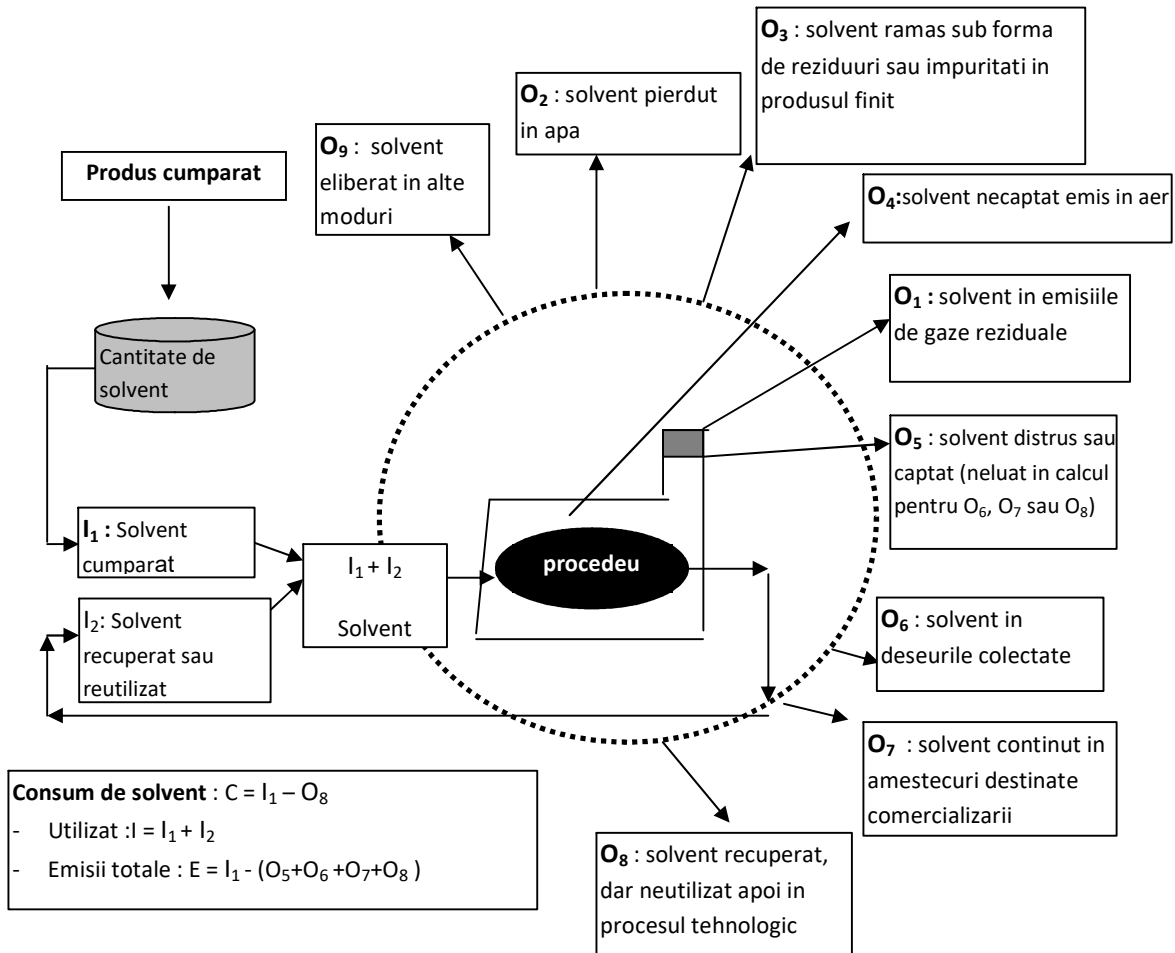 O₃ : solvent ramas sub forma
de reziduuri sau impuritati in
produsul finit
O₂ : solvent pierdut
in apa
O₉ : solvent
eliberat in alte
moduri
Produs cumparat
O₄:solvent necaptat emis in aer
O₁ : solvent in emisiile
de gaze reziduale
Cantitate de
solvent
O₅ : solvent distrus sau
captat (neluat in calcul
pentru O₆, O₇ sau O₈)
I₁ : Solvent
cumparat
I₁ + I₂
Solvent
procedeu
I₂: Solvent
recuperat sau
reutilizat
O₆ : solvent in
deseurile colectate
O₇ : solvent continut in
amestecuri destinate
comercializarii
Consum de solvent : C = I₁ – O₈
- Utilizat :I = I₁ + I₂
- Emisii totale : E = I₁ - (O₅+O₆ +O₇+O₈ )
O₈ : solvent recuperat,
dar neutilizat apoi in
procesul tehnologic